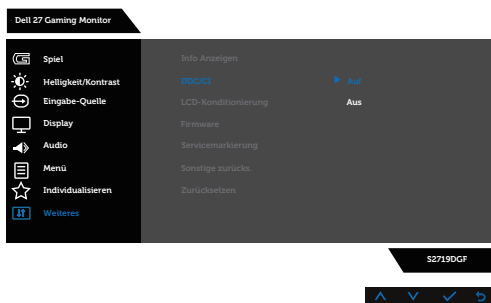 Dell 27 Gaming Monitor
Spiel
Helligkeit/Kontrast
Eingabe-Quelle
Display
Audio
Menü
Individualisieren
Weiteres
Info Anzeigen
DDC/CI
Auf
LCD-Konditionierung
Aus
Firmware
Servicemarkierung
Sonstige zurücks.
Zurücksetzen
S2719DGF